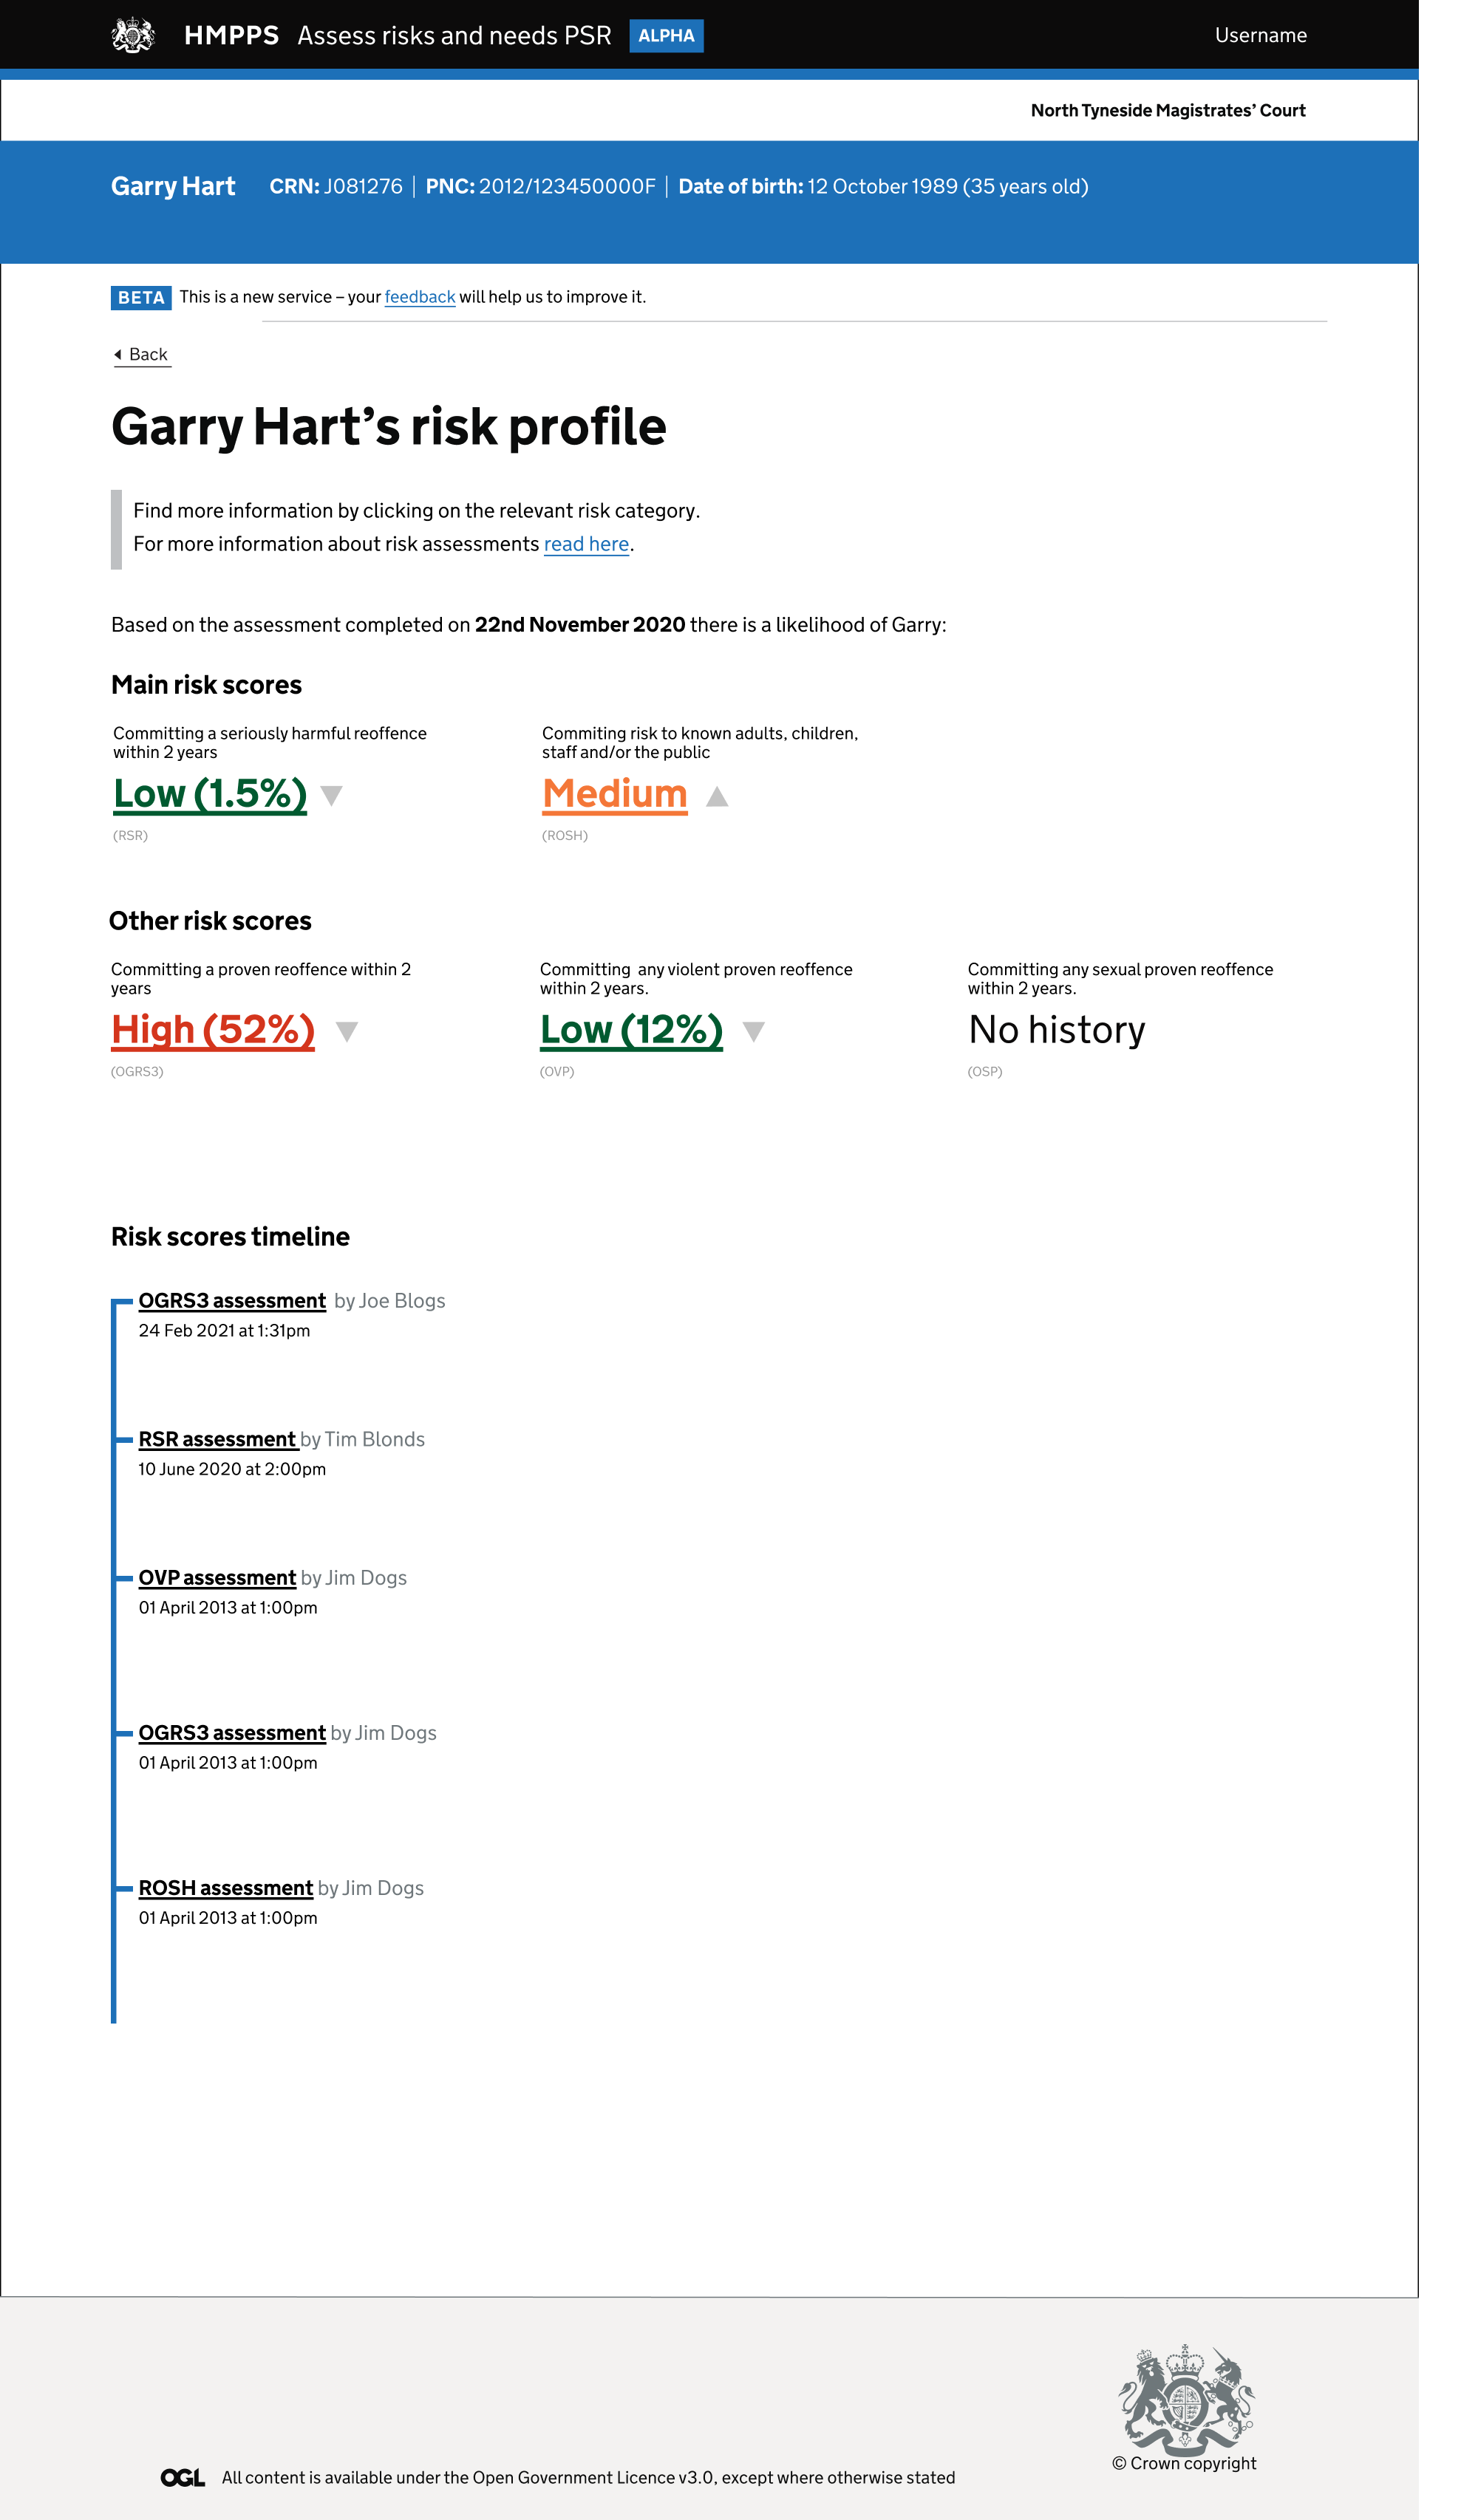 HMPPS Assess risks and needs PSR ALPHA Username
North Tyneside Magistrates’ Court
Garry Hart CRN: J081276 | PNC: 2012/123450000F | Date of birth: 12 October 1989 (35 years old)
BETA This is a new service – your feedback will help us to improve it.
Back
Garry Hart’s risk profile
Find more information by clicking on the relevant risk category.
For more information about risk assessments read here.
Based on the assessment completed on 22nd November 2020 there is a likelihood of Garry:
Main risk scores
Committing a seriously harmful reoffence
within 2 years
Low (1.5%)
(RSR)
Commiting risk to known adults, children,
staff and/or the public
Medium
(ROSH)
Other risk scores
Committing a proven reoffence within 2
years
High (52%)
(OGRS3)
Committing any violent proven reoffence
within 2 years.
Low (12%)
(OVP)
Committing any sexual proven reoffence
within 2 years.
No history
(OSP)
Risk scores timeline
OGRS3 assessment by Joe Blogs
24 Feb 2021 at 1:31pm
RSR assessment by Tim Blonds
10 June 2020 at 2:00pm
OVP assessment by Jim Dogs
01 April 2013 at 1:00pm
OGRS3 assessment by Jim Dogs
01 April 2013 at 1:00pm
ROSH assessment by Jim Dogs
01 April 2013 at 1:00pm
© Crown copyright
OGL All content is available under the Open Government Licence v3.0, except where otherwise stated